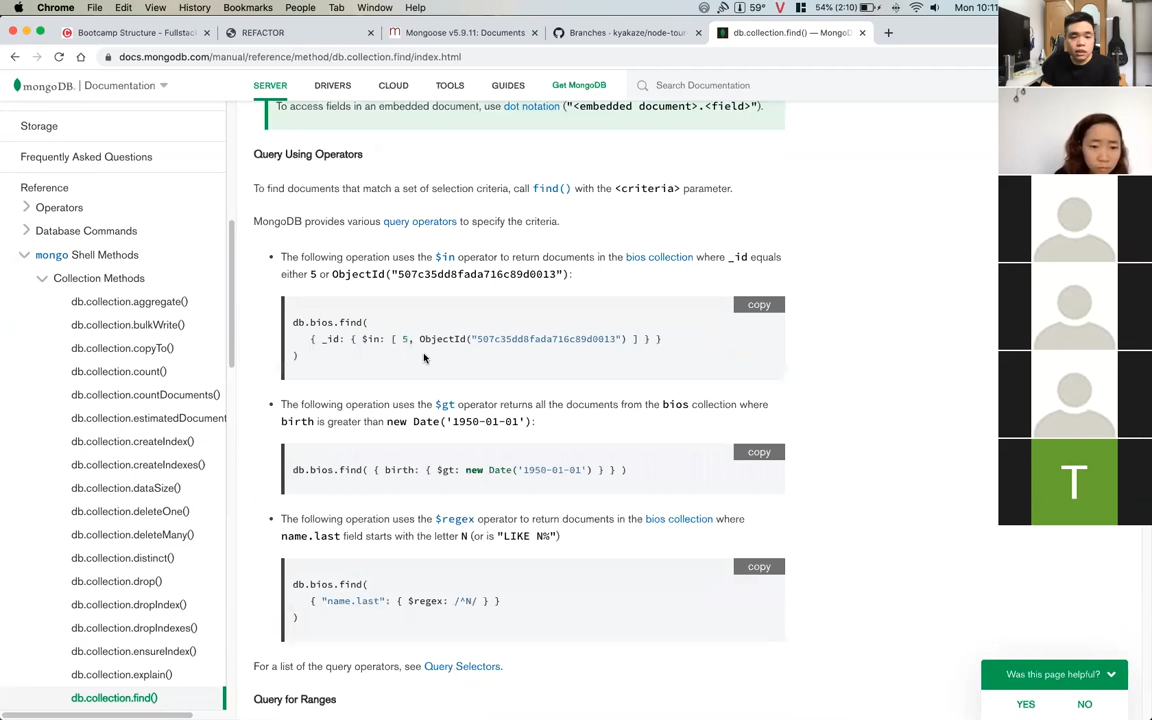 Chrome File Edit View History Bookmarks People Tab Window Help 59° 54% (2:10) Mon 10:11
Bootcamp Structure - Fullsta
REFACTOR
Mongoose v5.9.11: Documents
Branches · kyakaze/node-tour
db.collection.find() — MongoD
docs.mongodb.com/manual/reference/method/db.collection.find/index.html
mongoDB. Documentation
SERVER DRIVERS CLOUD TOOLS GUIDES Get MongoDB Search Documentation
Storage
Frequently Asked Questions
Reference
Operators
Database Commands
mongo Shell Methods
Collection Methods
db.collection.aggregate()
db.collection.bulkWrite()
db.collection.copyTo()
db.collection.count()
db.collection.countDocuments()
db.collection.estimatedDocument
db.collection.createIndex()
db.collection.createIndexes()
db.collection.dataSize()
db.collection.deleteOne()
db.collection.deleteMany()
db.collection.distinct()
db.collection.drop()
db.collection.dropIndex()
db.collection.dropIndexes()
db.collection.ensureIndex()
db.collection.explain()
db.collection.find()
To access fields in an embedded document, use dot notation ("<embedded document>.<field>").
Query Using Operators
To find documents that match a set of selection criteria, call find() with the <criteria> parameter.
MongoDB provides various query operators to specify the criteria.
• The following operation uses the $in operator to return documents in the bios collection where _id equals
either 5 or ObjectId("507c35dd8fada716c89d0013"):
copy
db.bios.find(
{ _id: { $in: [ 5, ObjectId("507c35dd8fada716c89d0013") ] } }
)
• The following operation uses the $gt operator returns all the documents from the bios collection where
birth is greater than new Date('1950-01-01'):
copy
db.bios.find( { birth: { $gt: new Date('1950-01-01') } } )
• The following operation uses the $regex operator to return documents in the bios collection where
name.last field starts with the letter N (or is "LIKE N%")
copy
db.bios.find(
{ "name.last": { $regex: /^N/ } }
)
For a list of the query operators, see Query Selectors.
Query for Ranges
T
Was this page helpful?
YES NO